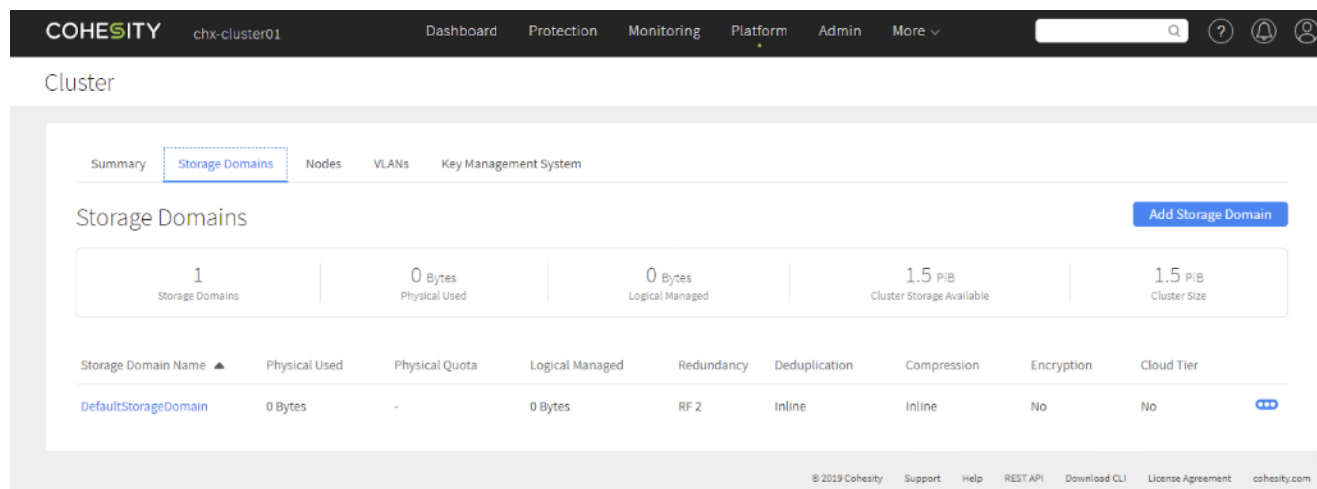 COHESITY chx-cluster01 Dashboard Protection Monitoring Platform Admin More ?
Cluster
Summary Storage Domains Nodes VLANs Key Management System
Storage Domains Add Storage Domain
1 0 Bytes 0 Bytes 1.5 PiB 1.5 PiB
Storage Domains Physical Used Logical Managed Cluster Storage Available Cluster Size
Storage Domain Name Physical Used Physical Quota Logical Managed Redundancy Deduplication Compression Encryption Cloud Tier
DefaultStorageDomain 0 Bytes - 0 Bytes RF 2 Inline Inline No No
© 2019 Cohesity Support Help REST API Download CLI License Agreement cohesity.com